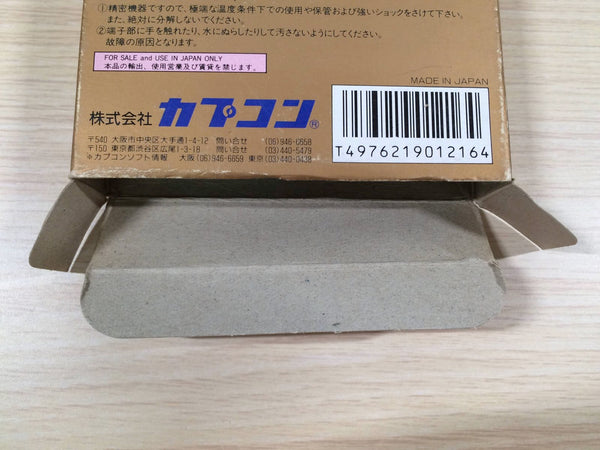 ①精密機器ですので、極端な温度条件下での使用や保管および強いショックをさけて下さい。
また、絶対に分解しないでください。
②端子部に手を触れたり、水にぬらしたりして汚さないようにしてください。
故障の原因となります。
FOR SALE and USE IN JAPAN ONLY
本品の輸出、使用営業及び賃貸を禁じます。
MADE IN JAPAN
株式会社 カプコン®
〒540 大阪市中央区大手通1-4-12 問い合せ (06)946-6658
〒150 東京都渋谷区広尾1-3-18 問い合せ (03)440-5479
※カプコンソフト情報 大阪(06)946-6659 東京(03)440-0438
T4976219012164